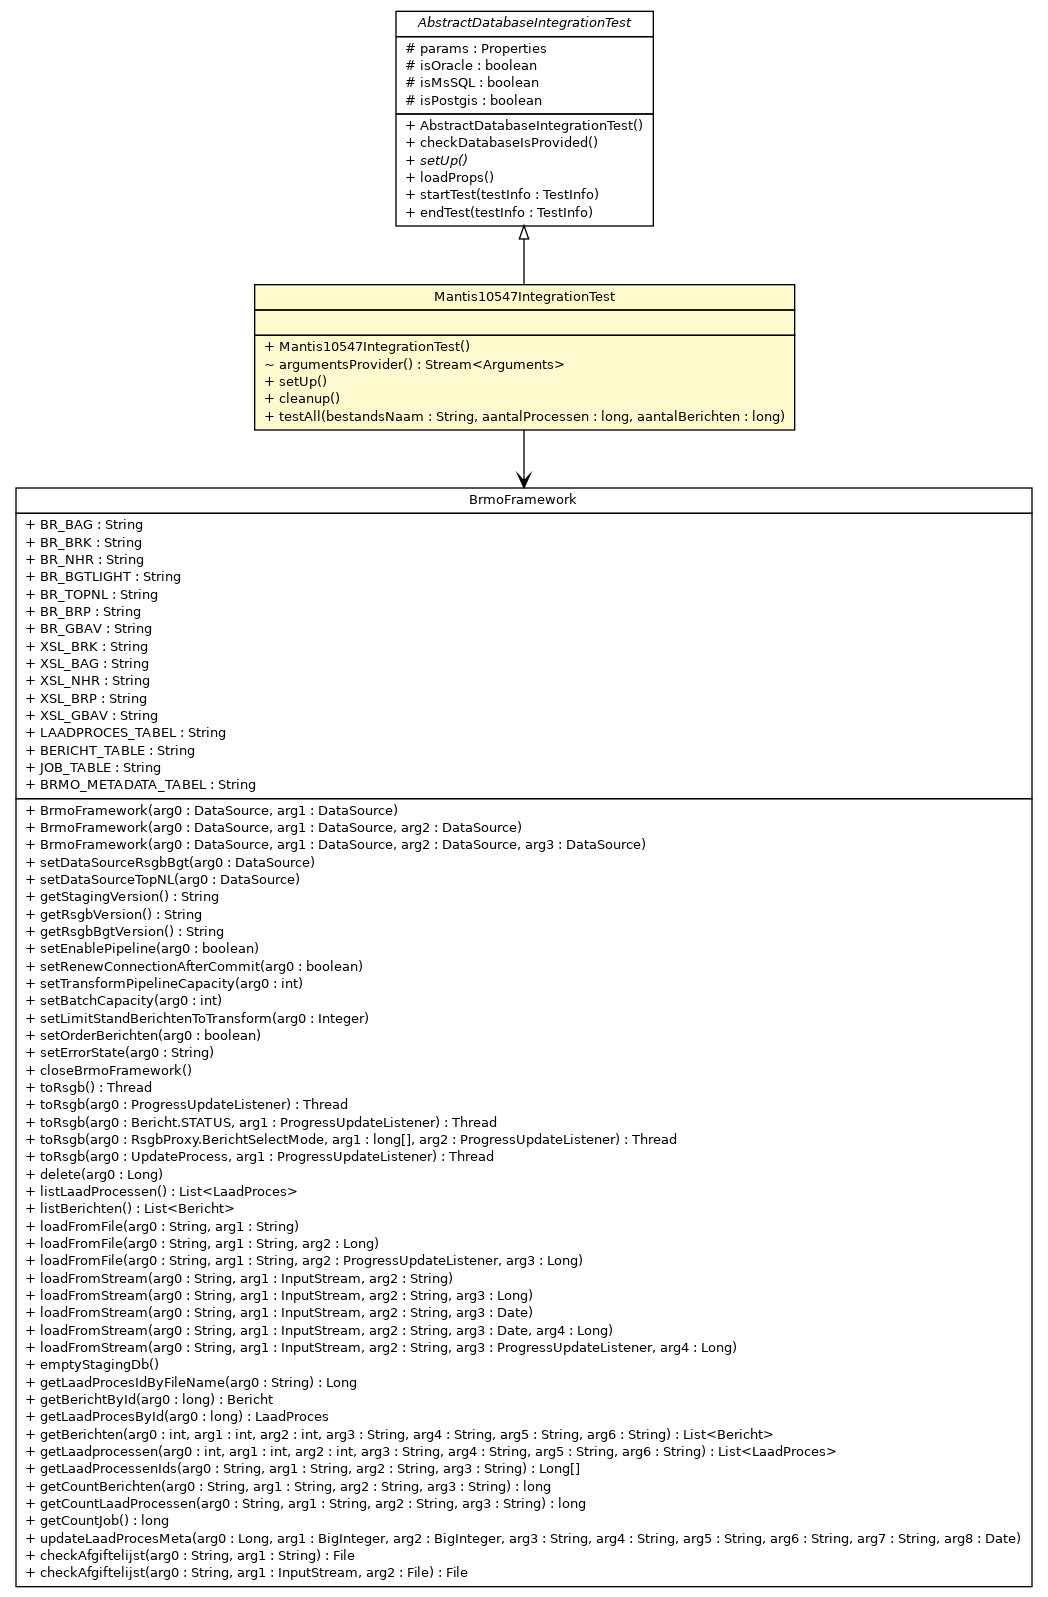 AbstractDatabaseIntegrationTest
# params : Properties
# isOracle : boolean
# isMsSQL : boolean
# isPostgis : boolean
+ AbstractDatabaseIntegrationTest()
+ checkDatabaseIsProvided()
+ setUp()
+ loadProps()
+ startTest(testInfo : TestInfo)
+ endTest(testInfo : TestInfo)
Mantis10547IntegrationTest
+ Mantis10547IntegrationTest()
~ argumentsProvider() : Stream<Arguments>
+ setUp()
+ cleanup()
+ testAll(bestandsNaam : String, aantalProcessen : long, aantalBerichten : long)
BrmoFramework
+ BR_BAG : String
+ BR_BRK : String
+ BR_NHR : String
+ BR_BGTLIGHT : String
+ BR_TOPNL : String
+ BR_BRP : String
+ BR_GBAV : String
+ XSL_BRK : String
+ XSL_BAG : String
+ XSL_NHR : String
+ XSL_BRP : String
+ XSL_GBAV : String
+ LAADPROCES_TABEL : String
+ BERICHT_TABLE : String
+ JOB_TABLE : String
+ BRMO_METADATA_TABEL : String
+ BrmoFramework(arg0 : DataSource, arg1 : DataSource)
+ BrmoFramework(arg0 : DataSource, arg1 : DataSource, arg2 : DataSource)
+ BrmoFramework(arg0 : DataSource, arg1 : DataSource, arg2 : DataSource, arg3 : DataSource)
+ setDataSourceRsgbBgt(arg0 : DataSource)
+ setDataSourceTopNL(arg0 : DataSource)
+ getStagingVersion() : String
+ getRsgbVersion() : String
+ getRsgbBgtVersion() : String
+ setEnablePipeline(arg0 : boolean)
+ setRenewConnectionAfterCommit(arg0 : boolean)
+ setTransformPipelineCapacity(arg0 : int)
+ setBatchCapacity(arg0 : int)
+ setLimitStandBerichtenToTransform(arg0 : Integer)
+ setOrderBerichten(arg0 : boolean)
+ setErrorState(arg0 : String)
+ closeBrmoFramework()
+ toRsgb() : Thread
+ toRsgb(arg0 : ProgressUpdateListener) : Thread
+ toRsgb(arg0 : Bericht.STATUS, arg1 : ProgressUpdateListener) : Thread
+ toRsgb(arg0 : RsgbProxy.BerichtSelectMode, arg1 : long[], arg2 : ProgressUpdateListener) : Thread
+ toRsgb(arg0 : UpdateProcess, arg1 : ProgressUpdateListener) : Thread
+ delete(arg0 : Long)
+ listLaadProcessen() : List<LaadProces>
+ listBerichten() : List<Bericht>
+ loadFromFile(arg0 : String, arg1 : String)
+ loadFromFile(arg0 : String, arg1 : String, arg2 : Long)
+ loadFromFile(arg0 : String, arg1 : String, arg2 : ProgressUpdateListener, arg3 : Long)
+ loadFromStream(arg0 : String, arg1 : InputStream, arg2 : String)
+ loadFromStream(arg0 : String, arg1 : InputStream, arg2 : String, arg3 : Long)
+ loadFromStream(arg0 : String, arg1 : InputStream, arg2 : String, arg3 : Date)
+ loadFromStream(arg0 : String, arg1 : InputStream, arg2 : String, arg3 : Date, arg4 : Long)
+ loadFromStream(arg0 : String, arg1 : InputStream, arg2 : String, arg3 : ProgressUpdateListener, arg4 : Long)
+ emptyStagingDb()
+ getLaadProcesIdByFileName(arg0 : String) : Long
+ getBerichtById(arg0 : long) : Bericht
+ getLaadProcesById(arg0 : long) : LaadProces
+ getBerichten(arg0 : int, arg1 : int, arg2 : int, arg3 : String, arg4 : String, arg5 : String, arg6 : String) : List<Bericht>
+ getLaadprocessen(arg0 : int, arg1 : int, arg2 : int, arg3 : String, arg4 : String, arg5 : String, arg6 : String) : List<LaadProces>
+ getLaadProcessenIds(arg0 : String, arg1 : String, arg2 : String, arg3 : String) : Long[]
+ getCountBerichten(arg0 : String, arg1 : String, arg2 : String, arg3 : String) : long
+ getCountLaadProcessen(arg0 : String, arg1 : String, arg2 : String, arg3 : String) : long
+ getCountJob() : long
+ updateLaadProcesMeta(arg0 : Long, arg1 : BigInteger, arg2 : BigInteger, arg3 : String, arg4 : String, arg5 : String, arg6 : String, arg7 : String, arg8 : Date)
+ checkAfgiftelijst(arg0 : String, arg1 : String) : File
+ checkAfgiftelijst(arg0 : String, arg1 : InputStream, arg2 : File) : File